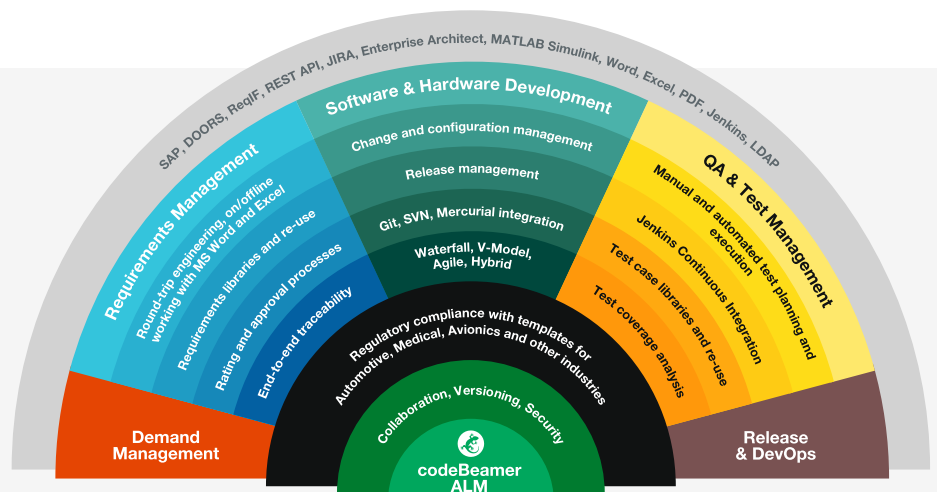 SAP, DOORS, ReqIF, REST API, JIRA, Enterprise Architect, MATLAB Simulink, Word, Excel, PDF, Jenkins, LDAP
Requirements Management
Round-trip engineering, on/offline
working with MS Word and Excel
Requirements libraries and re-use
Rating and approval processes
End-to-end traceability
Software & Hardware Development
Change and configuration management
Release management
Git, SVN, Mercurial integration
Waterfall, V-Model,
Agile, Hybrid
QA & Test Management
Manual and automated test planning and
execution
Jenkins Continuous Integration
Test case libraries and re-use
Test coverage analysis
Demand
Management
Release
& DevOps
Regulatory compliance with templates for
Automotive, Medical, Avionics and other industries
Collaboration, Versioning, Security
codeBeamer
ALM